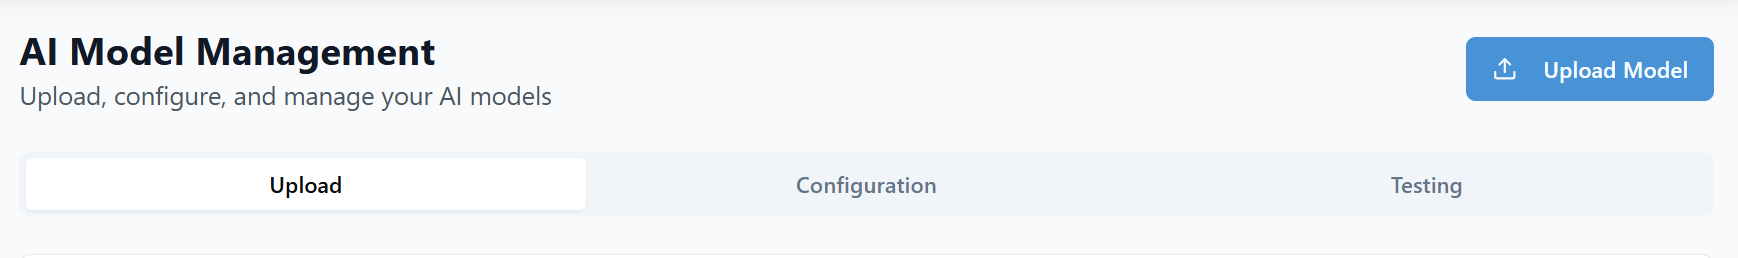 AI Model Management
Upload, configure, and manage your AI models
Upload Model
Upload
Configuration
Testing